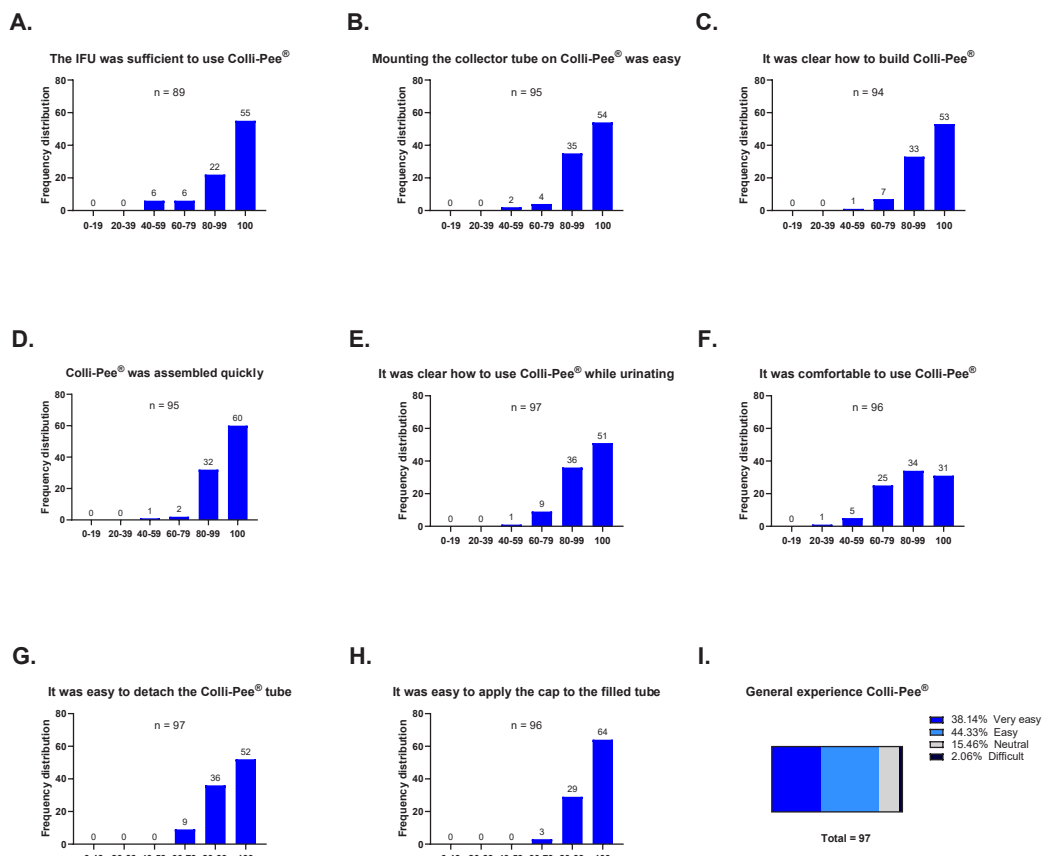 A.
The IFU was sufficient to use Colli-Pee®
n = 89
Frequency distribution
80
60
40
20
0
0 0 6 6 22 55
0-19 20-39 40-59 60-79 80-99 100
B.
Mounting the collector tube on Colli-Pee® was easy
n = 95
Frequency distribution
80
60
40
20
0
0 0 2 4 35 54
0-19 20-39 40-59 60-79 80-99 100
C.
It was clear how to build Colli-Pee®
n = 94
Frequency distribution
80
60
40
20
0
0 0 1 7 33 53
0-19 20-39 40-59 60-79 80-99 100
D.
Colli-Pee® was assembled quickly
n = 95
Frequency distribution
80
60
40
20
0
0 0 1 2 32 60
0-19 20-39 40-59 60-79 80-99 100
E.
It was clear how to use Colli-Pee® while urinating
n = 97
Frequency distribution
80
60
40
20
0
0 0 1 9 36 51
0-19 20-39 40-59 60-79 80-99 100
F.
It was comfortable to use Colli-Pee®
n = 96
Frequency distribution
80
60
40
20
0
0 1 5 25 34 31
0-19 20-39 40-59 60-79 80-99 100
G.
It was easy to detach the Colli-Pee® tube
n = 97
Frequency distribution
80
60
40
20
0
0 0 0 9 36 52
H.
It was easy to apply the cap to the filled tube
n = 96
Frequency distribution
80
60
40
20
0
0 0 0 3 29 64
I.
General experience Colli-Pee®
38.14% Very easy
44.33% Easy
15.46% Neutral
2.06% Difficult
Total = 97